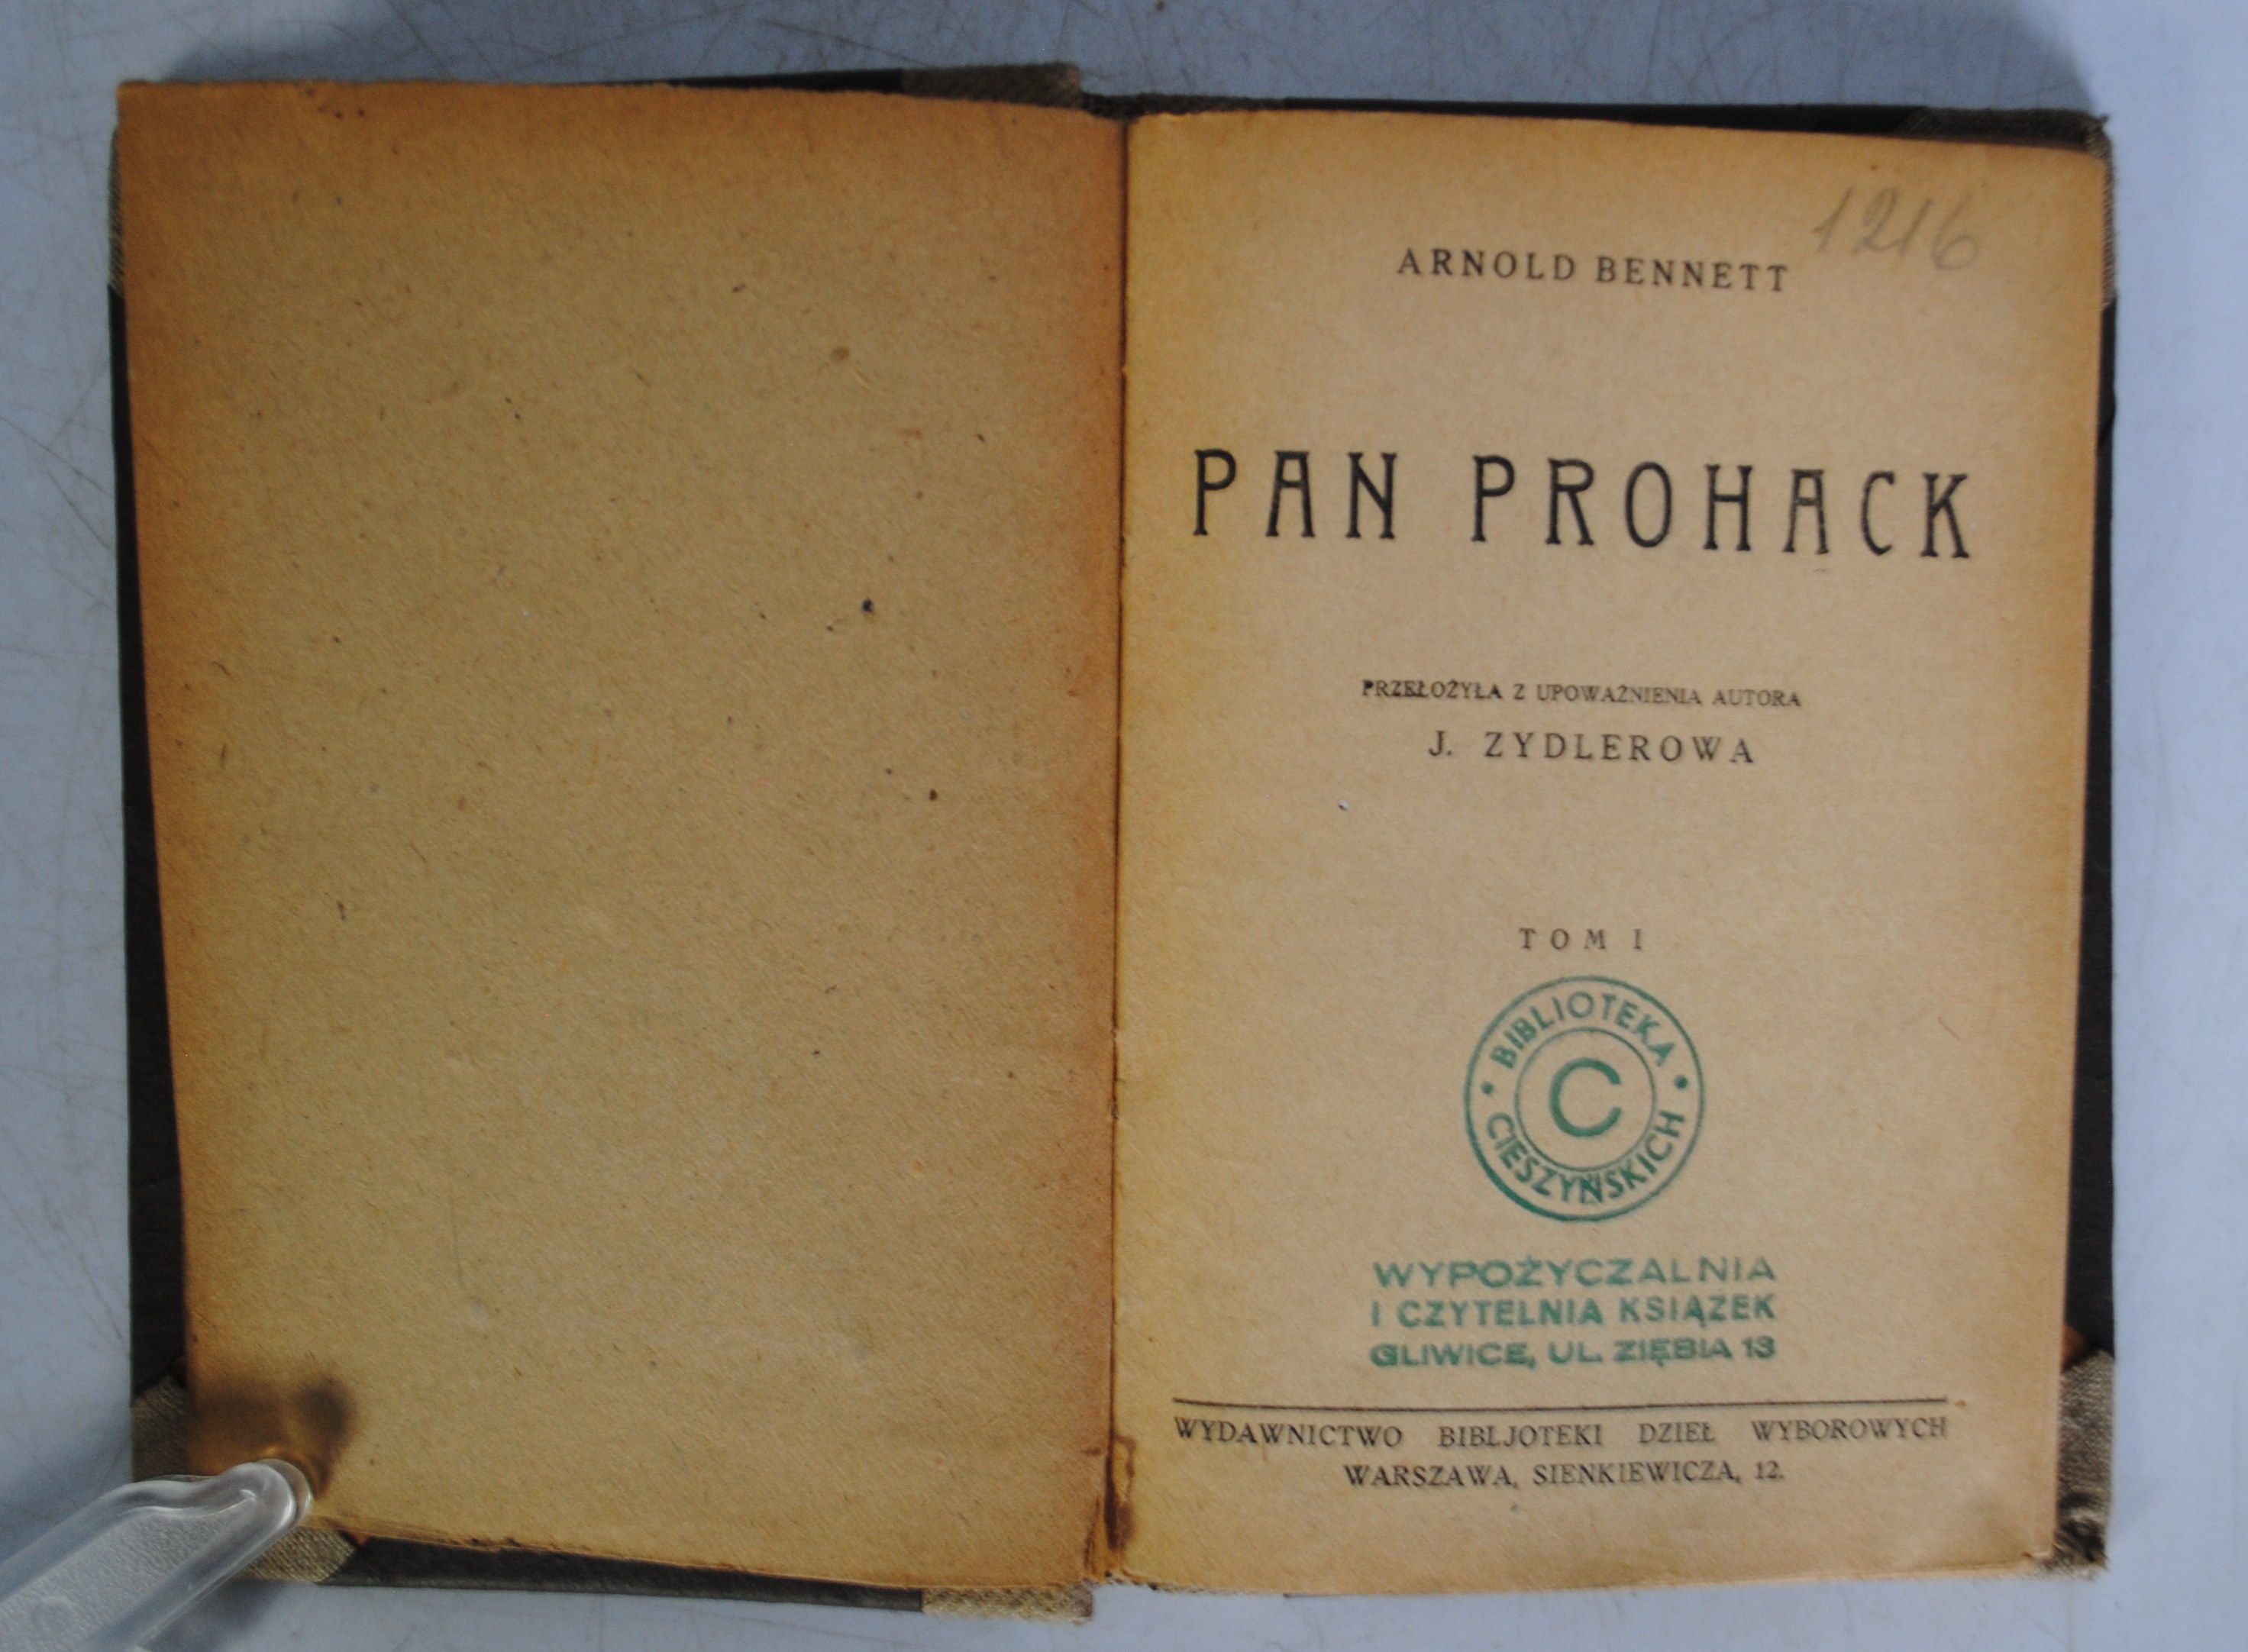 1216
ARNOLD BENNETT
PAN PROHACK
PRZEŁOŻYŁA Z UPOWAŻNIENIA AUTORA
J. ZYDLEROWA
TOM I
BIBLIOTEKA
C
CIESZYŃSKICH
WYPOŻYCZALNIA
I CZYTELNIA KSIĄŻEK
GLIWICE, UL. ZIĘBIA 13
WYDAWNICTWO BIBLJOTEKI DZIEŁ WYBOROWYCH
WARSZAWA, SIENKIEWICZA, 12.